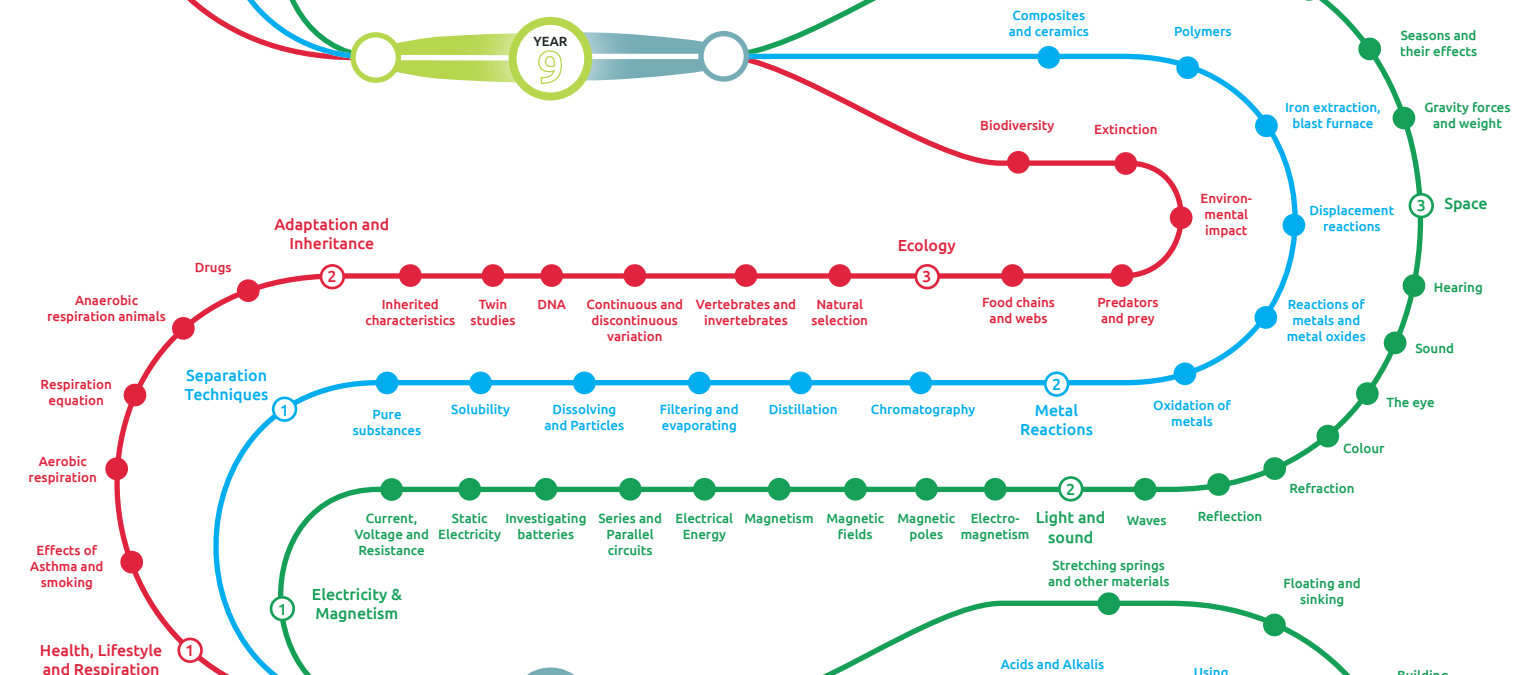 YEAR
9
Composites
and ceramics
Polymers
Seasons and
their effects
Iron extraction,
blast furnace
Gravity forces
and weight
Biodiversity
Extinction
Environ-
mental
impact
Displacement
reactions
3
Space
Adaptation and
Inheritance
2
Ecology
3
Drugs
Inherited
characteristics
Twin
studies
DNA
Continuous and
discontinuous
variation
Vertebrates and
invertebrates
Natural
selection
Food chains
and webs
Predators
and prey
Hearing
Anaerobic
respiration animals
Reactions of
metals and
metal oxides
Sound
Respiration
equation
Separation
Techniques
1
Pure
substances
Solubility
Dissolving
and Particles
Filtering and
evaporating
Distillation
Chromatography
2
Metal
Reactions
Oxidation of
metals
The eye
Colour
Aerobic
respiration
Refraction
Current,
Voltage and
Resistance
Static
Electricity
Investigating
batteries
Series and
Parallel
circuits
Electrical
Energy
Magnetism
Magnetic
fields
Magnetic
poles
Electro-
magnetism
2
Light and
sound
Waves
Reflection
Effects of
Asthma and
smoking
Stretching springs
and other materials
Floating and
sinking
1
Electricity &
Magnetism
Health, Lifestyle
and Respiration
1
Acids and Alkalis
Using
Building